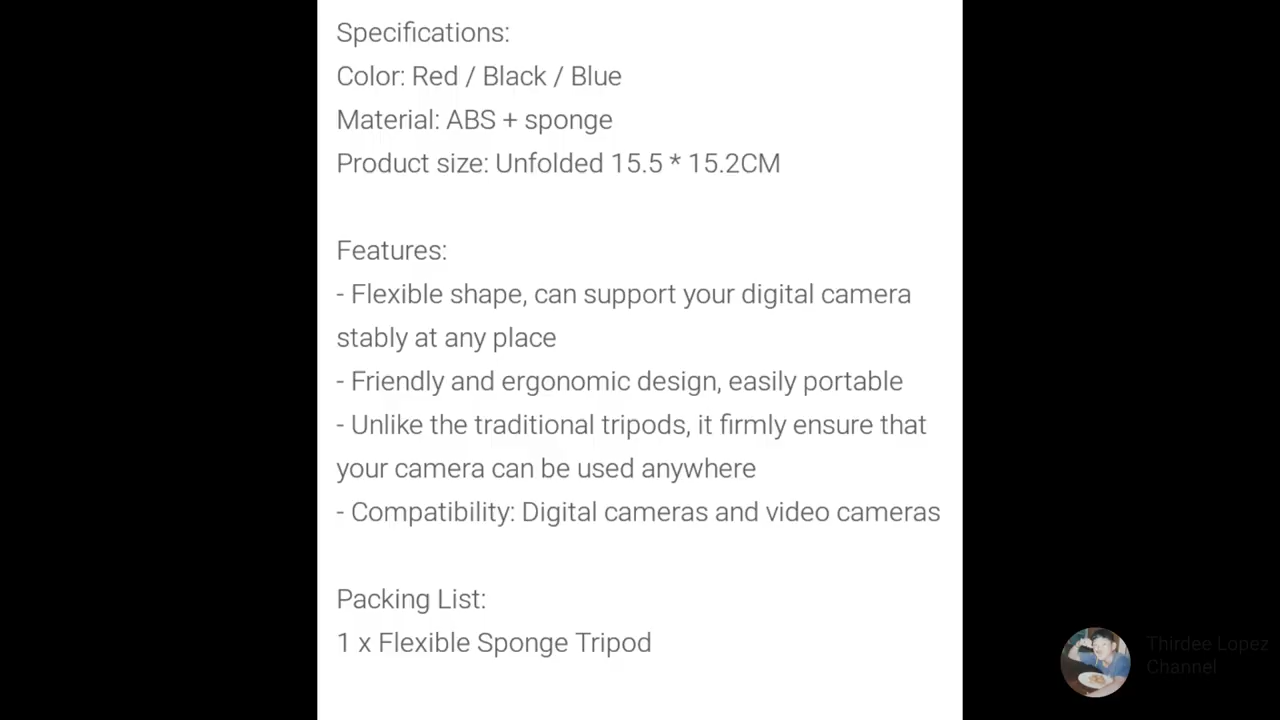 Specifications:
Color: Red / Black / Blue
Material: ABS + sponge
Product size: Unfolded 15.5 * 15.2CM
Features:
- Flexible shape, can support your digital camera
stably at any place
- Friendly and ergonomic design, easily portable
- Unlike the traditional tripods, it firmly ensure that
your camera can be used anywhere
- Compatibility: Digital cameras and video cameras
Packing List:
1 x Flexible Sponge Tripod
Thirdee Lopez
Channel